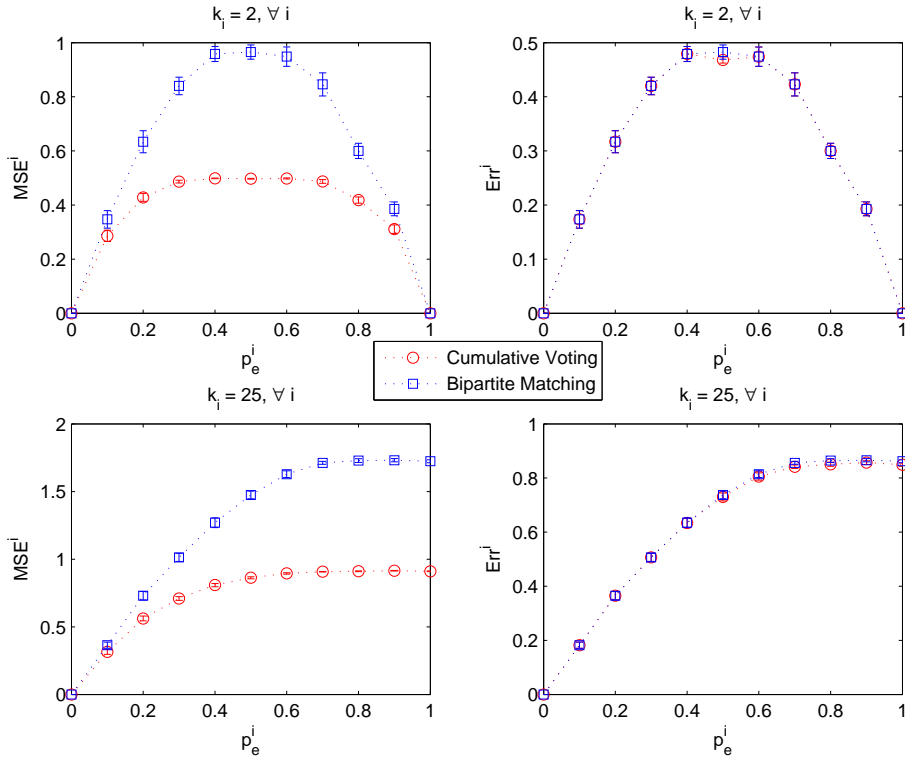 k_i = 2, ∀ i
1
0.8
0.6
0.4
0.2
0
MSE^i
0 0.2 0.4 0.6 0.8 1
p_e^i
k_i = 2, ∀ i
0.5
0.4
0.3
0.2
0.1
0
Err^i
0 0.2 0.4 0.6 0.8 1
p_e^i
Cumulative Voting
Bipartite Matching
k_i = 25, ∀ i
2
1.5
1
0.5
0
MSE^i
0 0.2 0.4 0.6 0.8 1
p_e^i
k_i = 25, ∀ i
1
0.8
0.6
0.4
0.2
0
Err^i
0 0.2 0.4 0.6 0.8 1
p_e^i